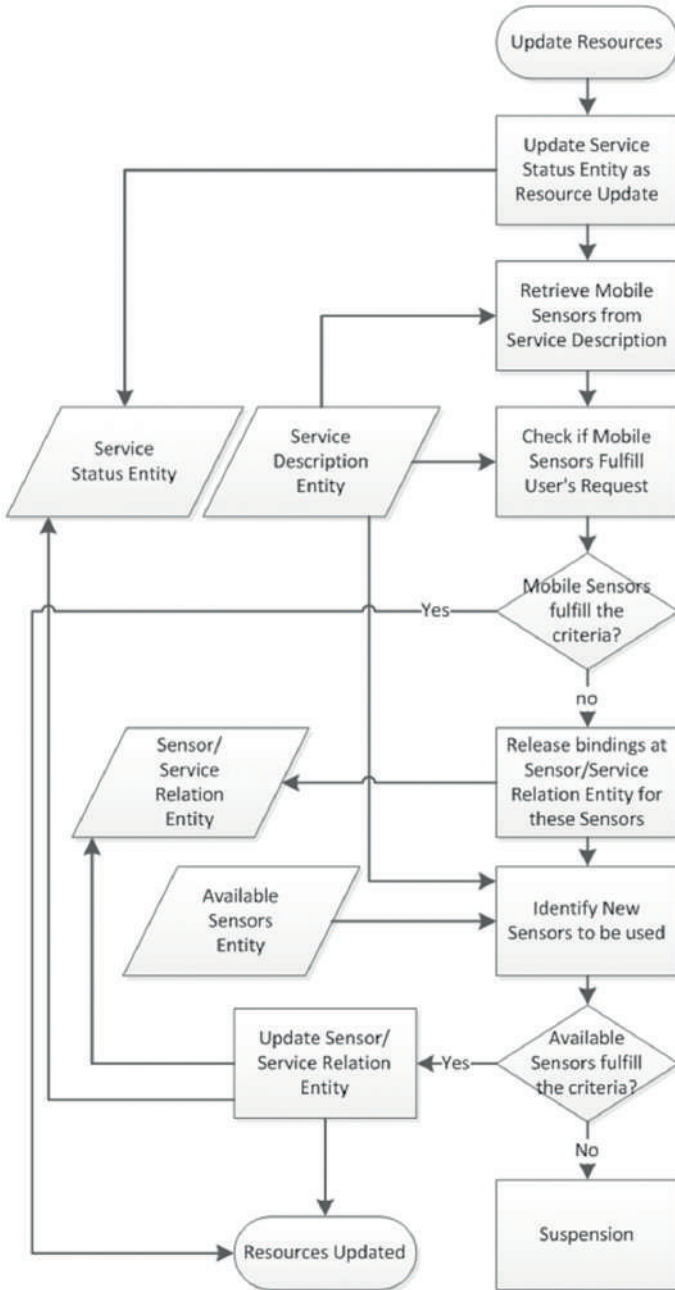 Update Resources
Update Service
Status Entity as
Resource Update
Retrieve Mobile
Sensors from
Service Description
Service
Status Entity
Service
Description
Entity
Check if Mobile
Sensors Fulfill
User's Request
Mobile Sensors
fulfill the
criteria?
Yes
no
Sensor/
Service
Relation
Entity
Release bindings at
Sensor/Service
Relation Entity for
these Sensors
Available
Sensors
Entity
Identify New
Sensors to be used
Update Sensor/
Service Relation
Entity
Yes
Available
Sensors fulfill
the criteria?
No
Resources Updated
Suspension